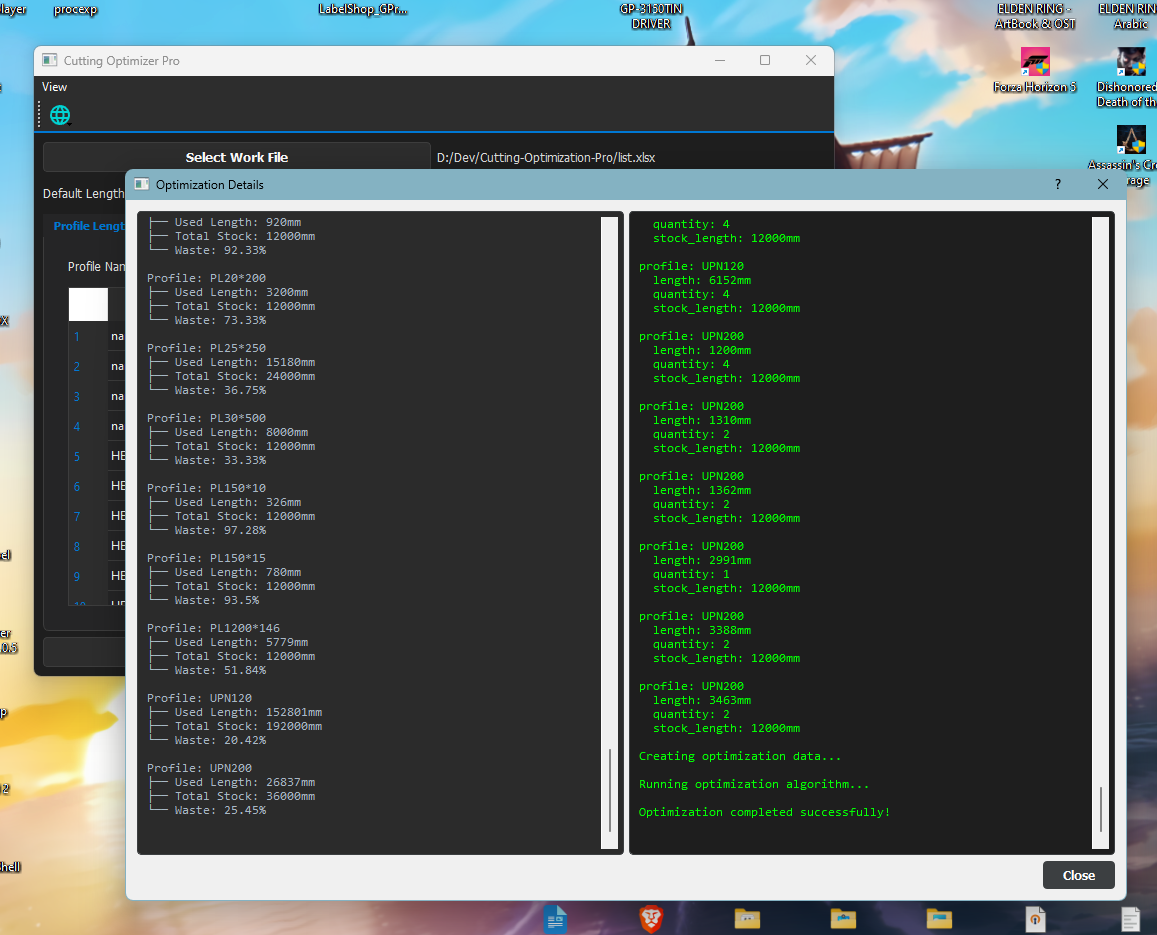 layer
procexp
LabelShop_GPr...
GP-3150TIN
DRIVER
ELDEN RING -
ArtBook & OST
ELDEN RIN
Arabic
Cutting Optimizer Pro
View
Forza Horizon 5
Dishonored
Death of th
Select Work File
D:/Dev/Cutting-Optimization-Pro/list.xlsx
Assassin's Cr
rage
Optimization Details
?
Default Length
Profile Lengt
Profile Nan
1 na
2 na
3 na
4 na
5 HE
6 HE
7 HE
8 HE
9 HE
10 HE
X
el
er
.0.5
p
12
hell
├── Used Length: 920mm
├── Total Stock: 12000mm
└── Waste: 92.33%
Profile: PL20*200
├── Used Length: 3200mm
├── Total Stock: 12000mm
└── Waste: 73.33%
Profile: PL25*250
├── Used Length: 15180mm
├── Total Stock: 24000mm
└── Waste: 36.75%
Profile: PL30*500
├── Used Length: 8000mm
├── Total Stock: 12000mm
└── Waste: 33.33%
Profile: PL150*10
├── Used Length: 326mm
├── Total Stock: 12000mm
└── Waste: 97.28%
Profile: PL150*15
├── Used Length: 780mm
├── Total Stock: 12000mm
└── Waste: 93.5%
Profile: PL1200*146
├── Used Length: 5779mm
├── Total Stock: 12000mm
└── Waste: 51.84%
Profile: UPN120
├── Used Length: 152801mm
├── Total Stock: 192000mm
└── Waste: 20.42%
Profile: UPN200
├── Used Length: 26837mm
├── Total Stock: 36000mm
└── Waste: 25.45%
quantity: 4
stock_length: 12000mm
profile: UPN120
length: 6152mm
quantity: 4
stock_length: 12000mm
profile: UPN200
length: 1200mm
quantity: 4
stock_length: 12000mm
profile: UPN200
length: 1310mm
quantity: 2
stock_length: 12000mm
profile: UPN200
length: 1362mm
quantity: 2
stock_length: 12000mm
profile: UPN200
length: 2991mm
quantity: 1
stock_length: 12000mm
profile: UPN200
length: 3388mm
quantity: 2
stock_length: 12000mm
profile: UPN200
length: 3463mm
quantity: 2
stock_length: 12000mm
Creating optimization data...
Running optimization algorithm...
Optimization completed successfully!
Close